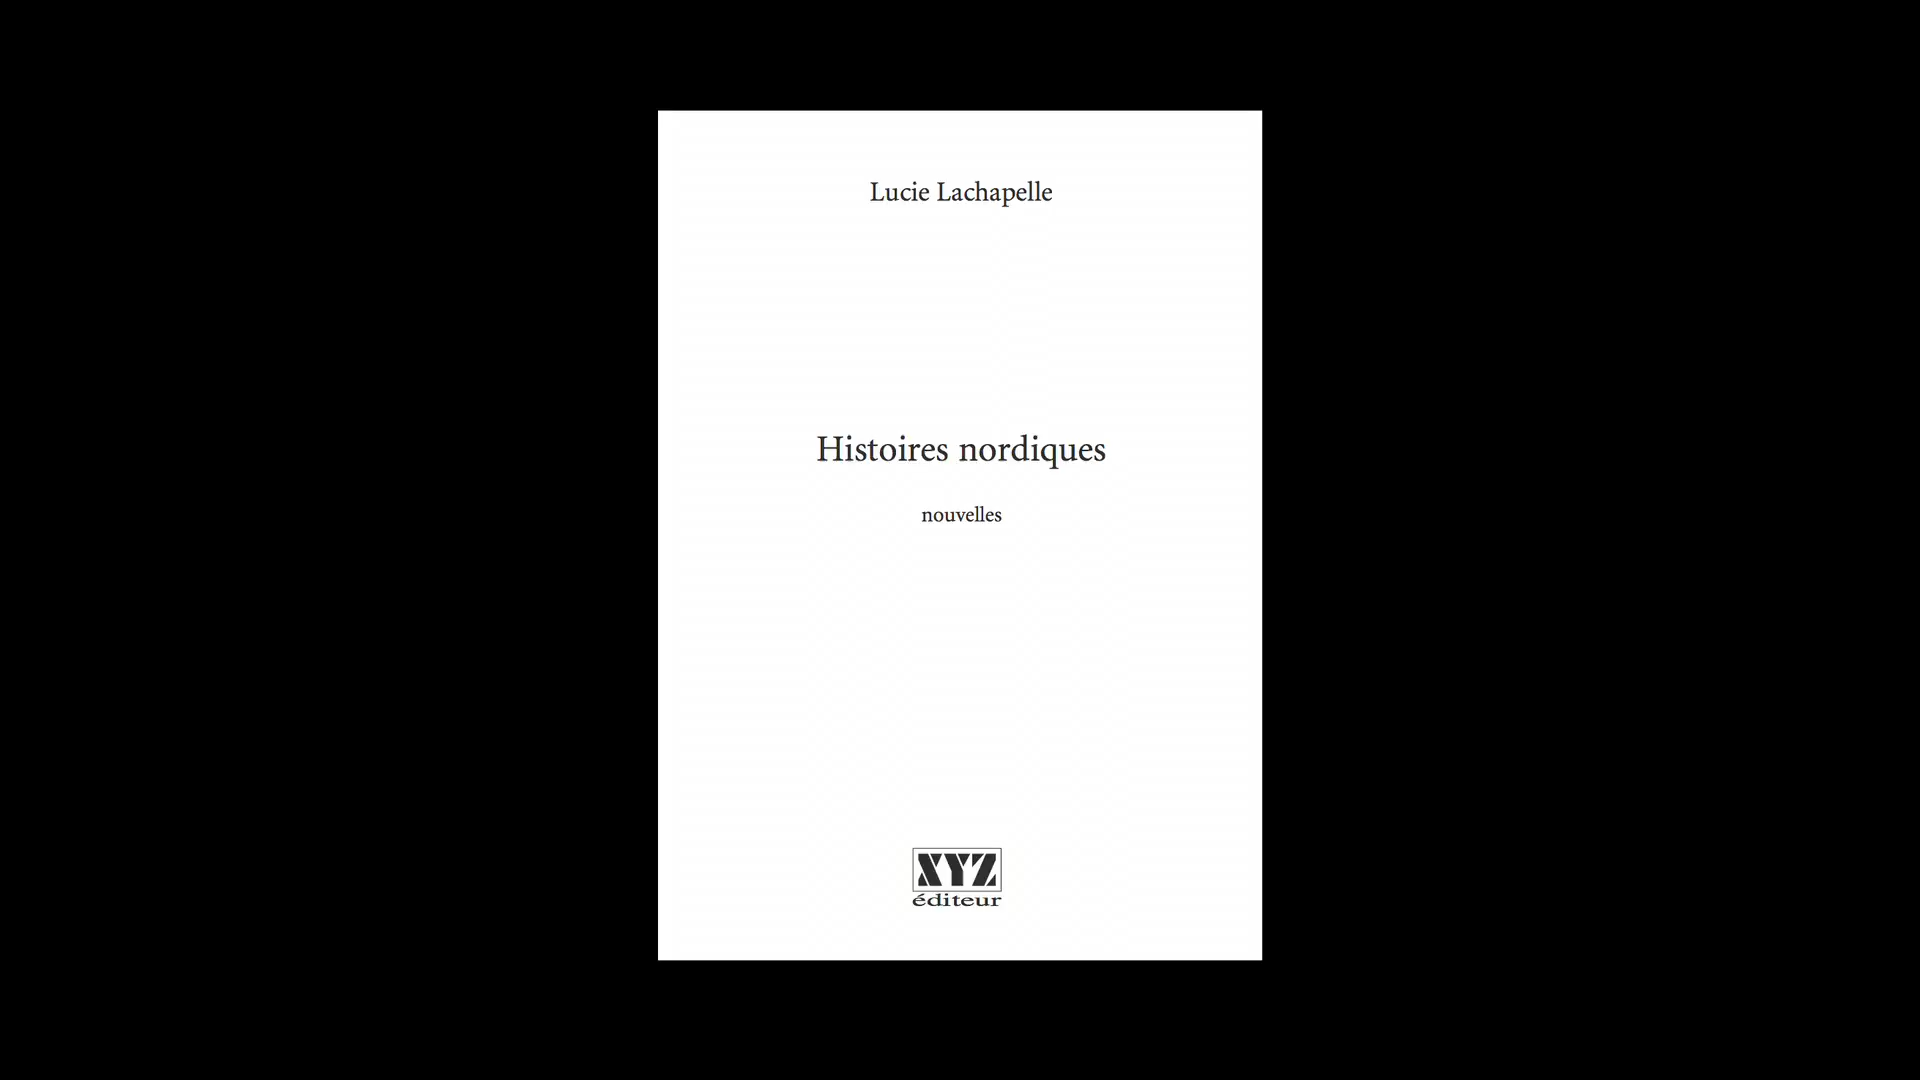 Lucie Lachapelle
Histoires nordiques
nouvelles
XYZ
éditeur